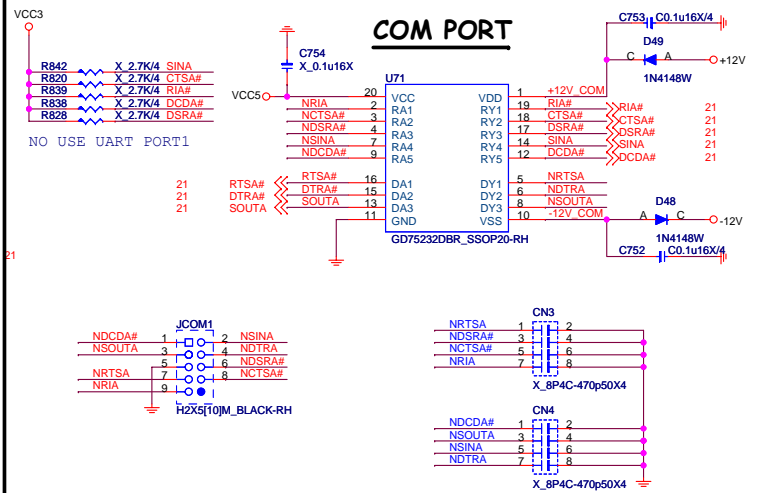 COM PORT
VCC3
R842 X_2.7K/4 SINA
R820 X_2.7K/4 CTSA#
R839 X_2.7K/4 RIA#
R838 X_2.7K/4 DCDA#
R828 X_2.7K/4 DSRA#
NO USE UART PORT1
C754
X_0.1u16X
VCC5
C753 C0.1u16X/4
D49
C A +12V
1N4148W
U71
20 VCC VDD 1 +12V_COM
NRIA 2 RA1 RY1 19 RIA# RIA# 21
NCTSA# 3 RA2 RY2 18 CTSA# CTSA# 21
NDSRA# 4 RA3 RY3 17 DSRA# DSRA# 21
NSINA 7 RA4 RY4 14 SINA SINA 21
NDCDA# 9 RA5 RY5 12 DCDA# DCDA# 21
21 RTSA# RTSA# 16 DA1 DY1 5 NRTSA
21 DTRA# DTRA# 15 DA2 DY2 6 NDTRA
21 SOUTA SOUTA 13 DA3 DY3 8 NSOUTA
11 GND VSS 10 -12V_COM
GD75232DBR_SSOP20-RH
D48
A C -12V
1N4148W
C752 C0.1u16X/4
21
JCOM1
NDCDA# 1 2 NSINA
NSOUTA 3 4 NDTRA
5 6 NDSRA#
NRTSA 7 8 NCTSA#
NRIA 9
H2X5[10]M_BLACK-RH
CN3
NRTSA 1 2
NDSRA# 3 4
NCTSA# 5 6
NRIA 7 8
X_8P4C-470p50X4
CN4
NDCDA# 1 2
NSOUTA 3 4
NSINA 5 6
NDTRA 7 8
X_8P4C-470p50X4